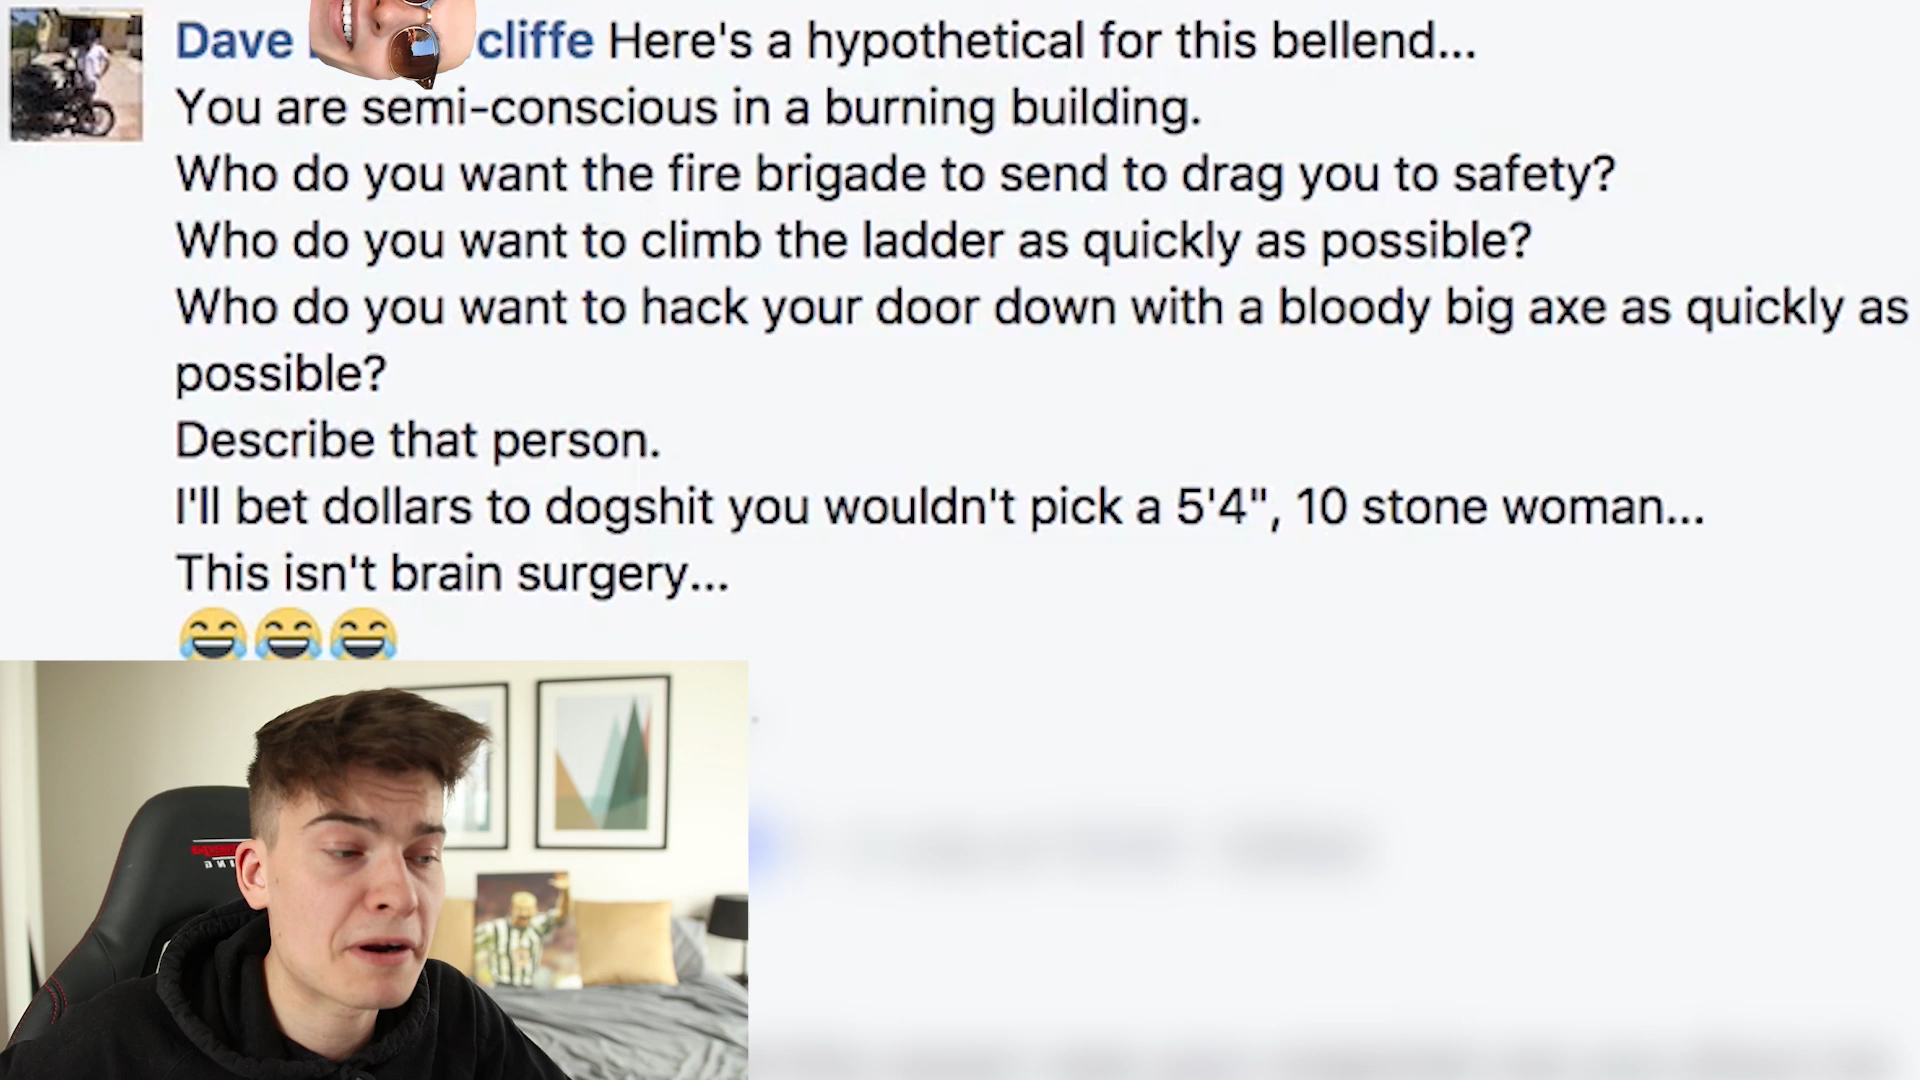 Dave cliffe Here's a hypothetical for this bellend...
You are semi-conscious in a burning building.
Who do you want the fire brigade to send to drag you to safety?
Who do you want to climb the ladder as quickly as possible?
Who do you want to hack your door down with a bloody big axe as quickly as
possible?
Describe that person.
I'll bet dollars to dogshit you wouldn't pick a 5'4", 10 stone woman...
This isn't brain surgery...
😂😂😂